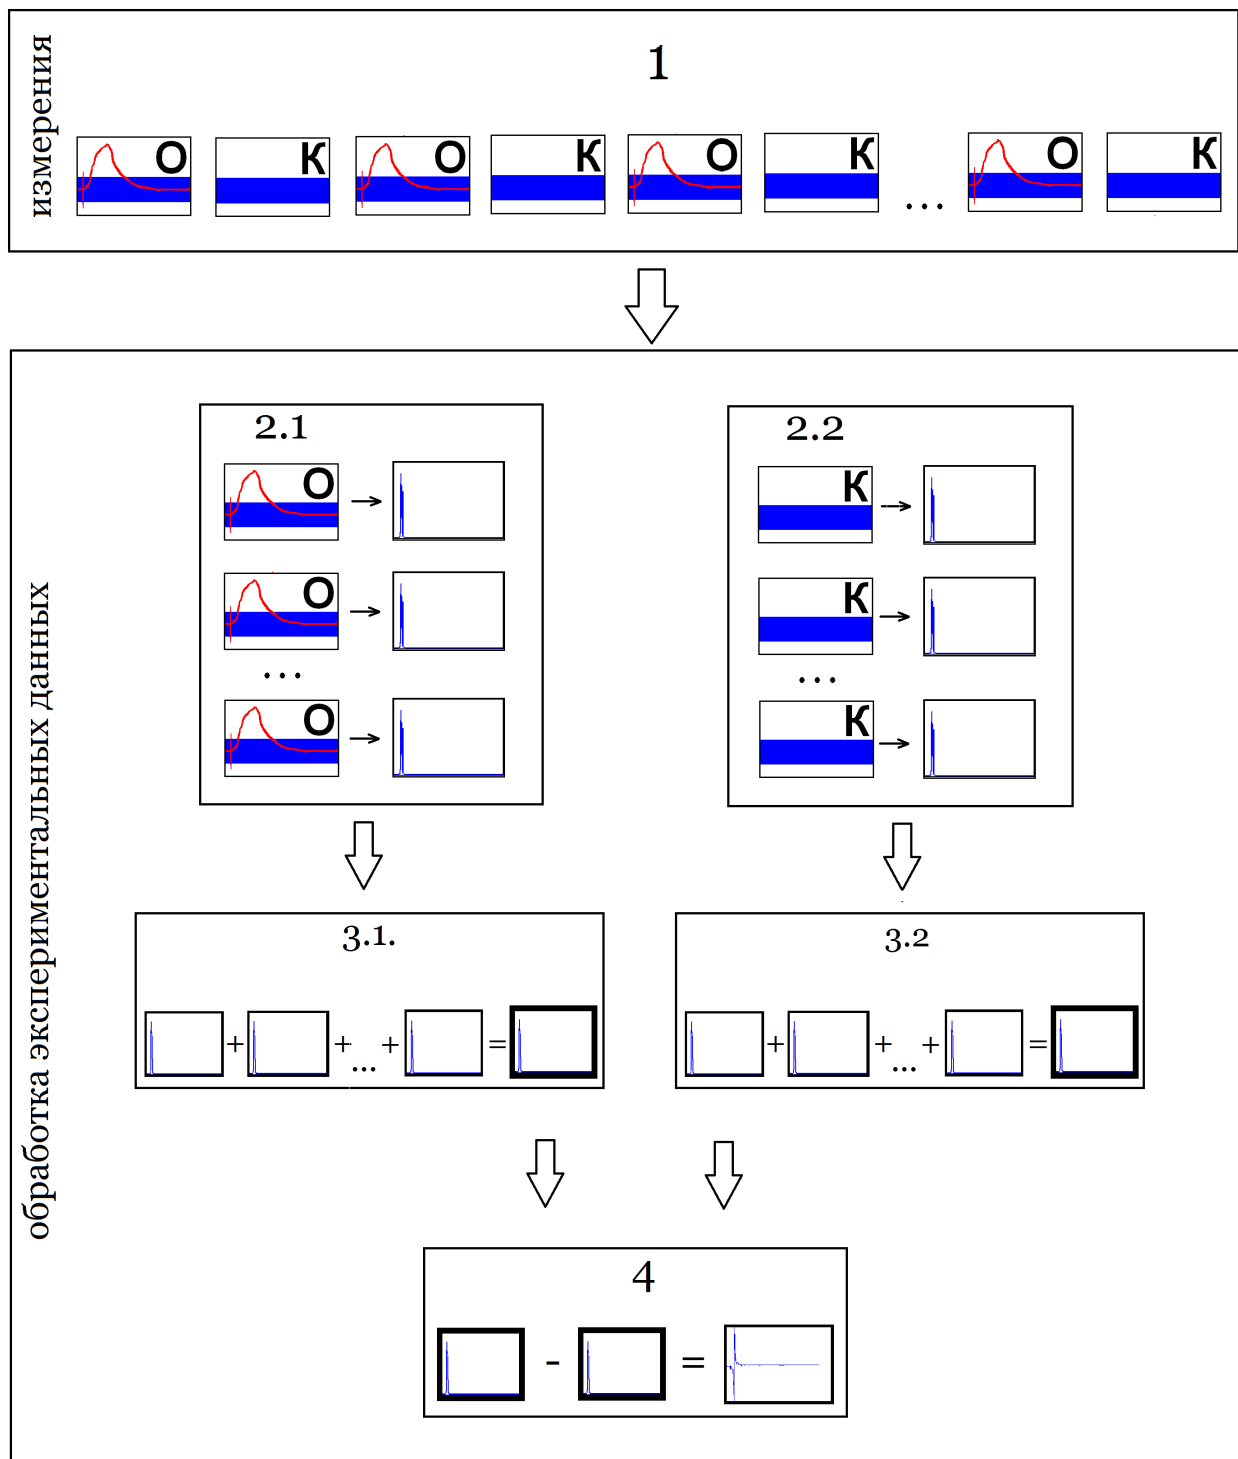 измерения
1
О К О К О К ... О К
обработка экспериментальных данных
2.1
О
О
...
О
2.2
К
К
...
К
3.1.
+ + ... + =
3.2
+ + ... + =
4
- =